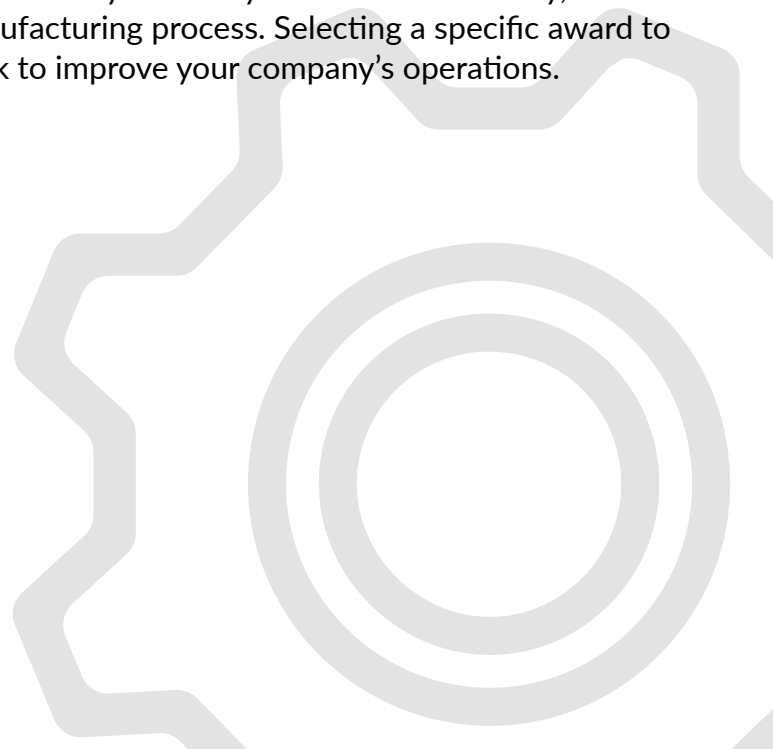 ufacturing process. Selecting a specific award to
k to improve your company's operations.